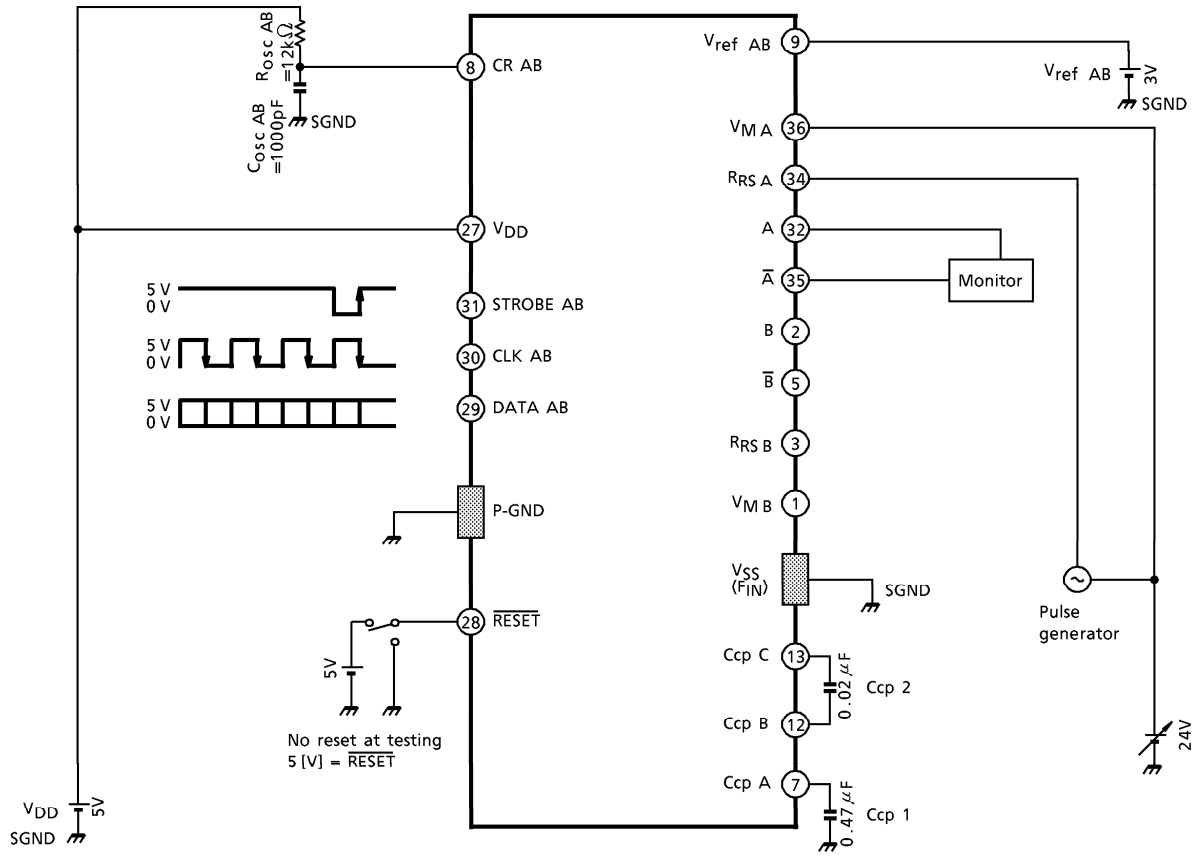 Rosc AB
=12kΩ
Cosc AB
=1000pF
SGND
8
CR AB
27
VDD
5 V
0 V
31
STROBE AB
5 V
0 V
30
CLK AB
5 V
0 V
29
DATA AB
P-GND
28
RESET
5V
No reset at testing
5 [V] = RESET
VDD
5V
SGND
Vref AB
9
Vref AB
3V
SGND
VM A
36
RRS A
34
A
32
A
35
Monitor
B
2
B
5
RRS B
3
VM B
1
VSS
(FIN)
SGND
~
Pulse
generator
Ccp C
13
0.02 μF
Ccp 2
Ccp B
12
24V
Ccp A
7
0.47 μF
Ccp 1